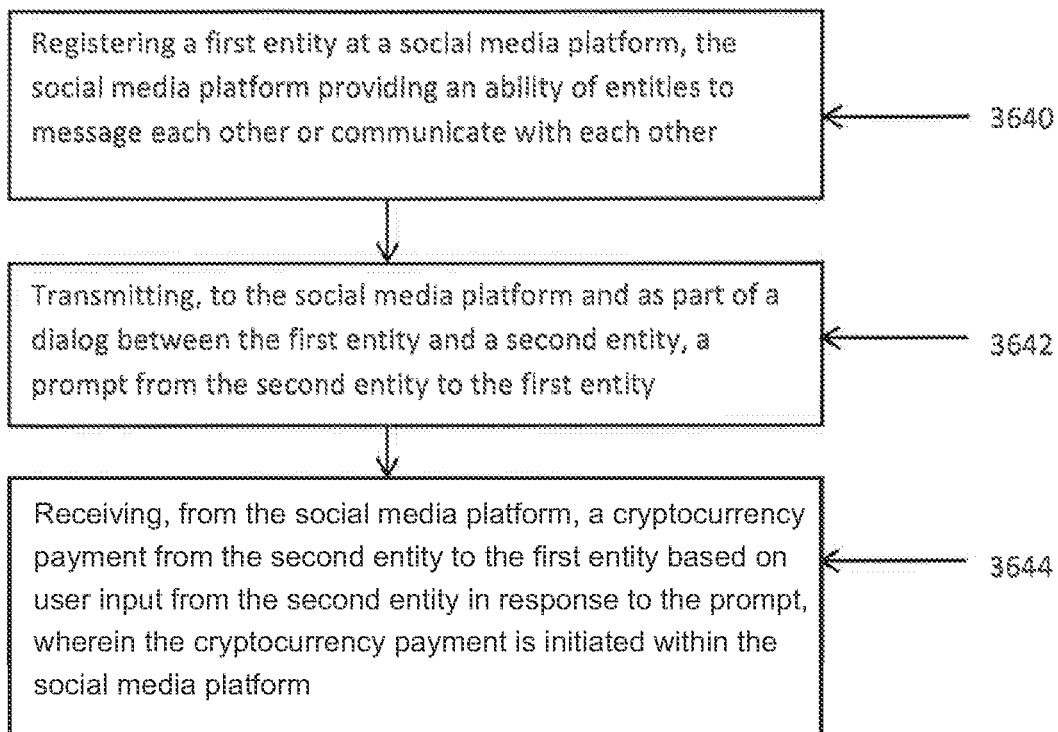 Registering a first entity at a social media platform, the
social media platform providing an ability of entities to
message each other or communicate with each other
3640
Transmitting, to the social media platform and as part of a
dialog between the first entity and a second entity, a
prompt from the second entity to the first entity
3642
Receiving, from the social media platform, a cryptocurrency
payment from the second entity to the first entity based on
user input from the second entity in response to the prompt,
wherein the cryptocurrency payment is initiated within the
social media platform
3644